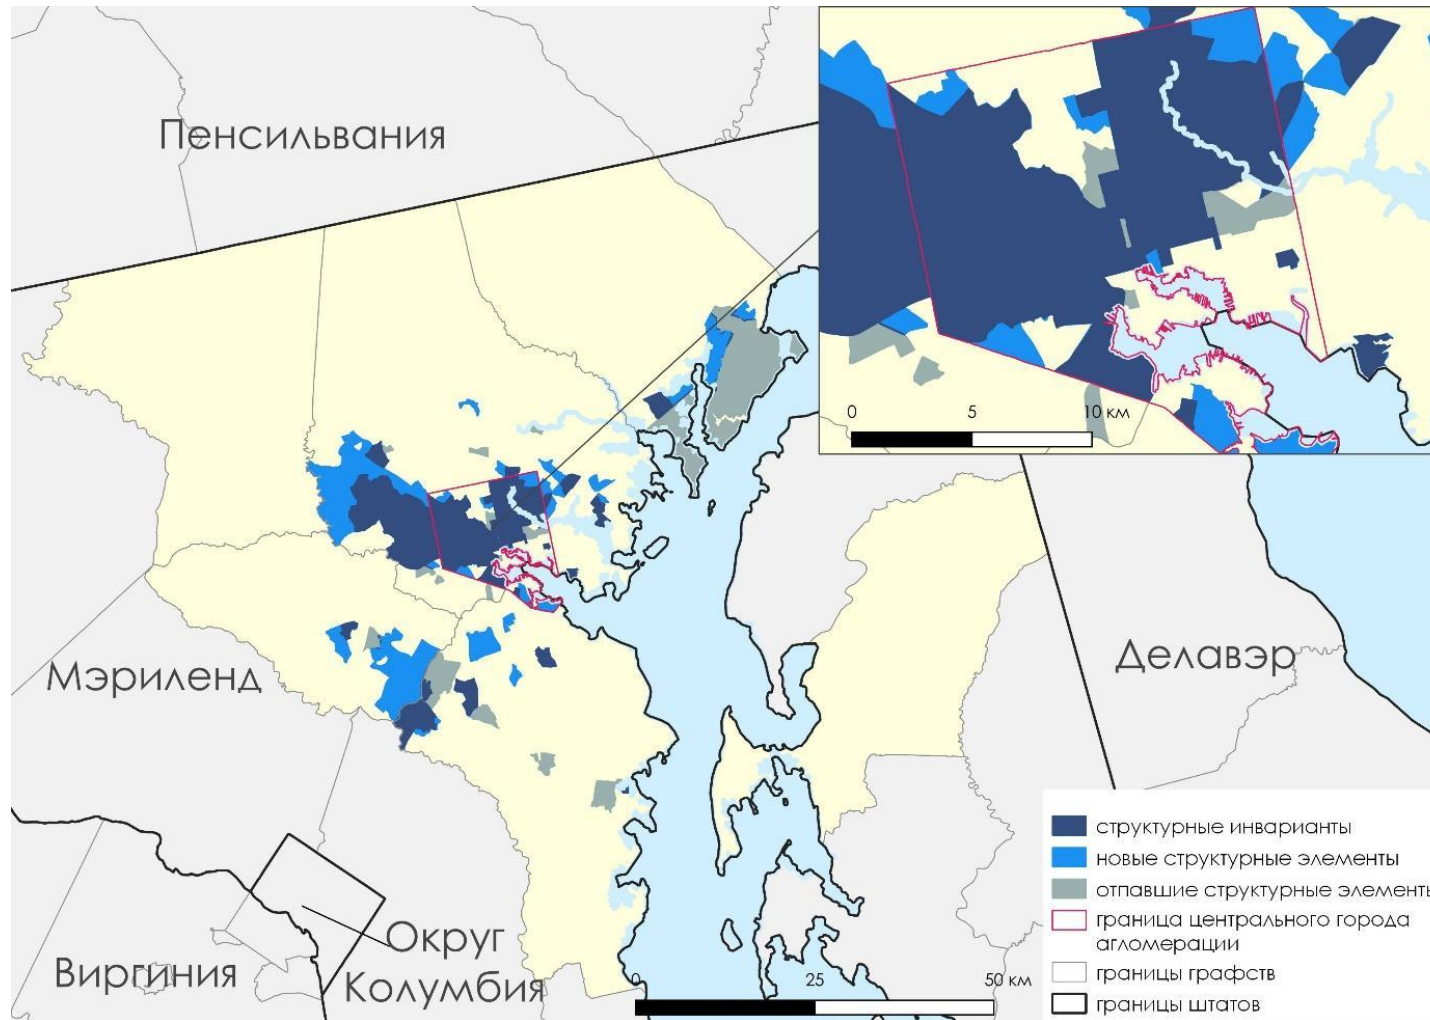 Пенсильвания
0 5 10 км
Мэриленд
Делавэр
Округ
Колумбия
Виргиния
0 25 50 км
структурные инварианты
новые структурные элементы
отпавшие структурные элементы
граница центрального города
агломерации
границы графств
границы штатов